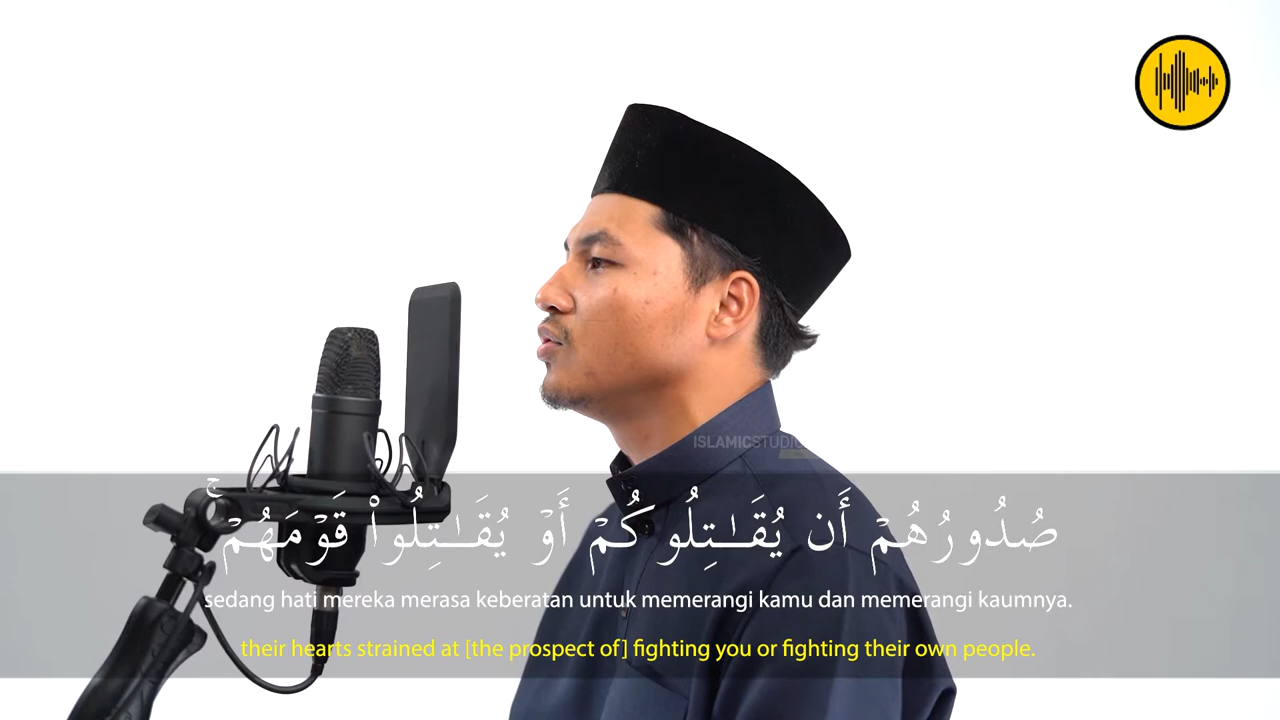 ISLAMICSTUDIO
صُدُورُهُمْ أَن يُقَـٰتِلُوكُمْ أَوْ يُقَـٰتِلُوا۟ قَوْمَهُمْ ۚ
sedang hati mereka merasa keberatan untuk memerangi kamu dan memerangi kaumnya.
their hearts strained at [the prospect of] fighting you or fighting their own people.